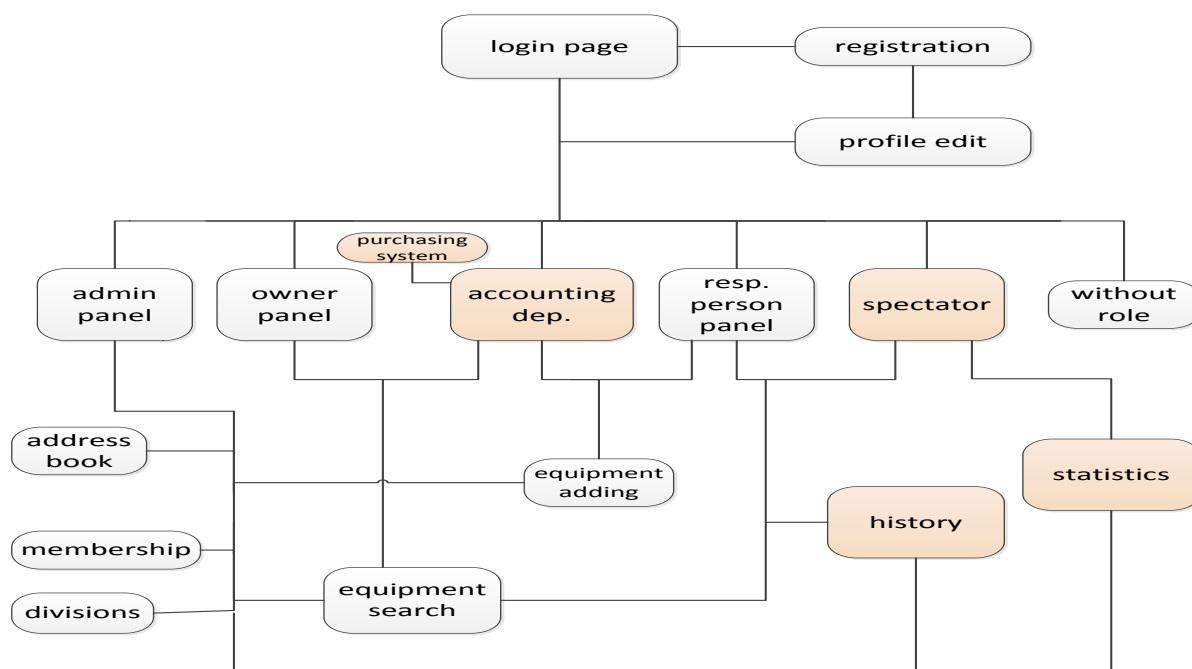 login page
registration
profile edit
purchasing
system
admin
panel
owner
panel
accounting
dep.
resp.
person
panel
spectator
without
role
address
book
equipment
adding
statistics
history
membership
equipment
search
divisions